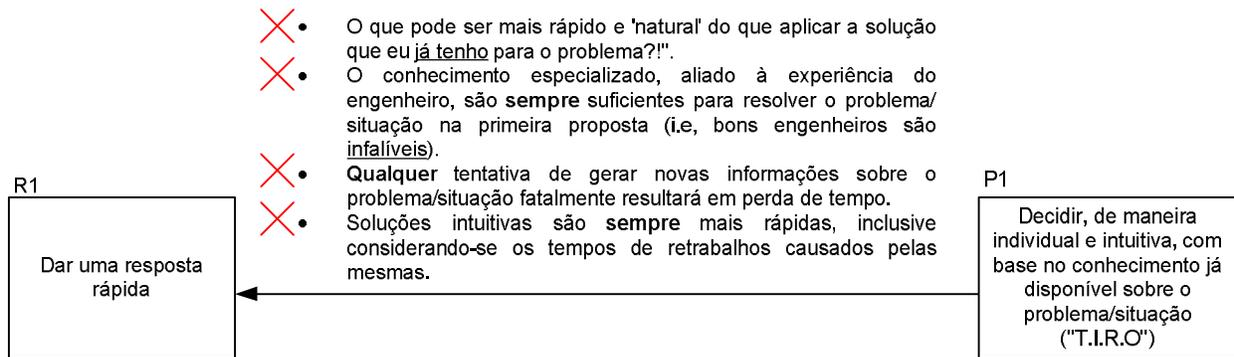 • O que pode ser mais rápido e 'natural' do que aplicar a solução
que eu já tenho para o problema?!".
• O conhecimento especializado, aliado à experiência do
engenheiro, são sempre suficientes para resolver o problema/
situação na primeira proposta (i.e, bons engenheiros são
infalíveis).
• Qualquer tentativa de gerar novas informações sobre o
problema/situação fatalmente resultará em perda de tempo.
• Soluções intuitivas são sempre mais rápidas, inclusive
considerando-se os tempos de retrabalhos causados pelas
mesmas.
R1
Dar uma resposta
rápida
P1
Decidir, de maneira
individual e intuitiva, com
base no conhecimento já
disponível sobre o
problema/situação
("T.I.R.O")